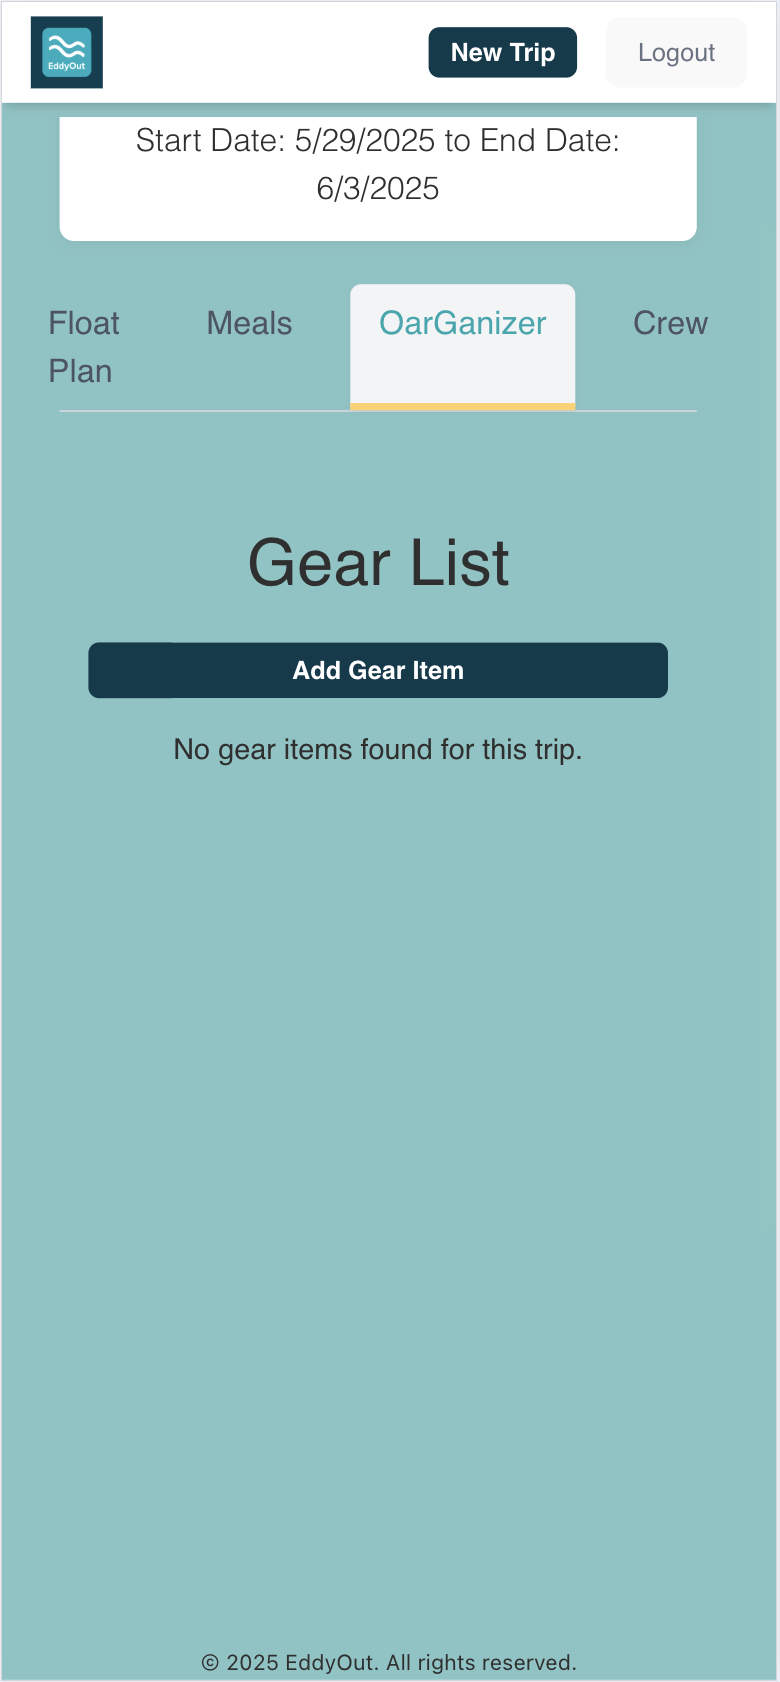 EddyOut
New Trip
Logout
Start Date: 5/29/2025 to End Date:
6/3/2025
Float
Plan
Meals
OarGanizer
Crew
Gear List
Add Gear Item
No gear items found for this trip.
© 2025 EddyOut. All rights reserved.